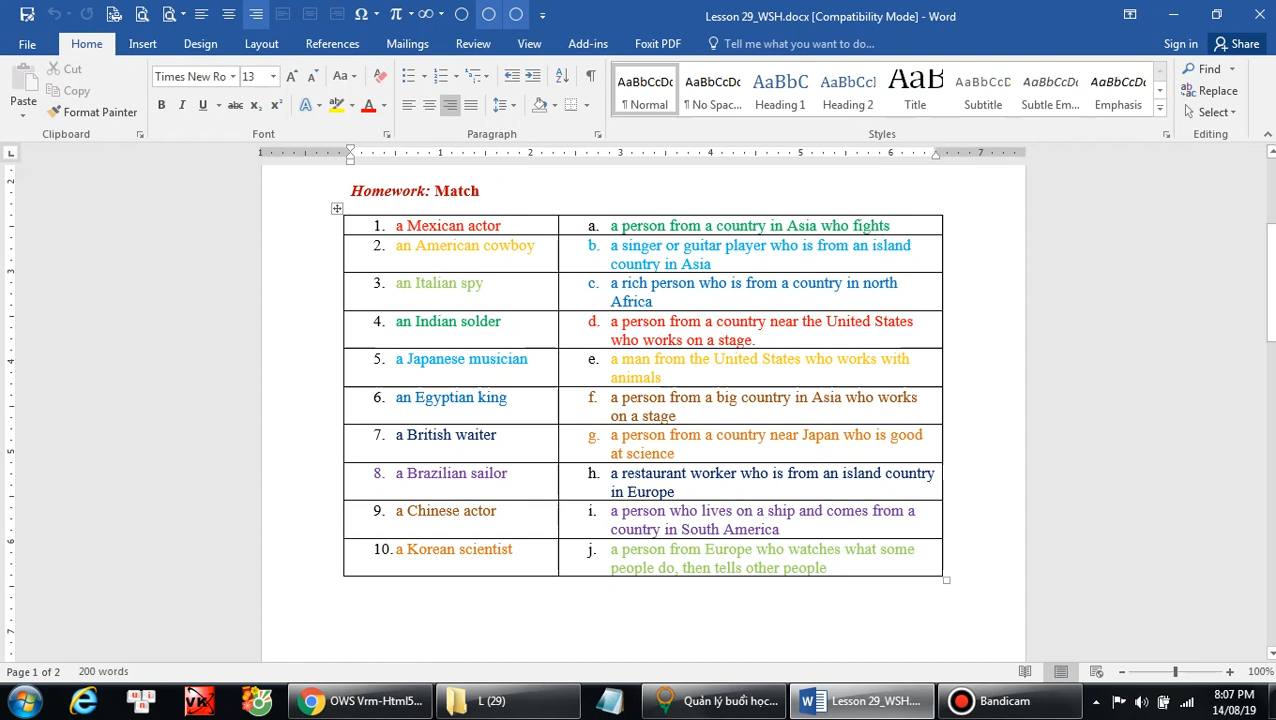 Lesson 29_WSH.docx [Compatibility Mode] - Word
File Home Insert Design Layout References Mailings Review View Add-ins Foxit PDF Tell me what you want to do... Sign in Share
Cut
Copy
Paste
Format Painter
Times New Ro 13
AaBbCcDc AaBbCcDc AaBbC AaBbCcI AaB AaBbCcD AaBbCcDc AaBbCcDc
¶ Normal ¶ No Spac... Heading 1 Heading 2 Title Subtitle Subtle Em... Emphasis
Find
Replace
Select
Clipboard Font Paragraph Styles Editing
Homework: Match
1. a Mexican actor
a. a person from a country in Asia who fights
2. an American cowboy
b. a singer or guitar player who is from an island
country in Asia
3. an Italian spy
c. a rich person who is from a country in north
Africa
4. an Indian solder
d. a person from a country near the United States
who works on a stage.
5. a Japanese musician
e. a man from the United States who works with
animals
6. an Egyptian king
f. a person from a big country in Asia who works
on a stage
7. a British waiter
g. a person from a country near Japan who is good
at science
8. a Brazilian sailor
h. a restaurant worker who is from an island country
in Europe
9. a Chinese actor
i. a person who lives on a ship and comes from a
country in South America
10. a Korean scientist
j. a person from Europe who watches what some
people do, then tells other people
Page 1 of 2 200 words 100%
OWS Vrm-Html5... L (29) Quản lý buổi học... Lesson 29_WSH.... Bandicam
8:07 PM
14/08/19